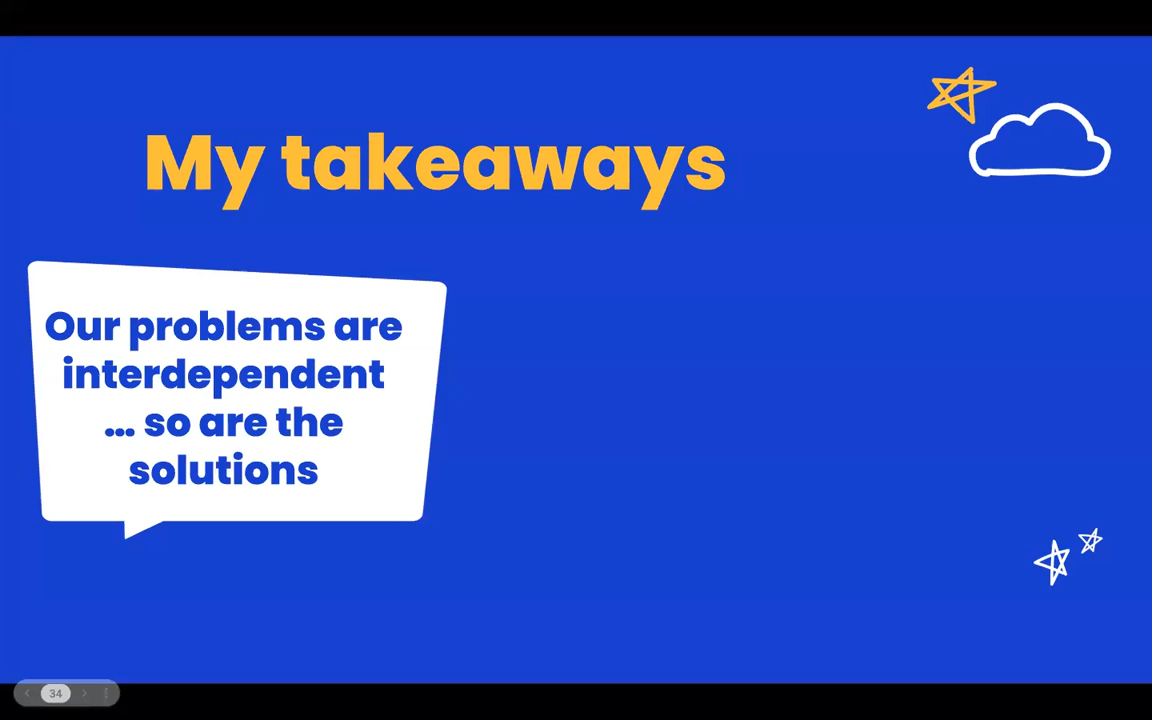 My takeaways
Our problems are
interdependent
... so are the
solutions
34